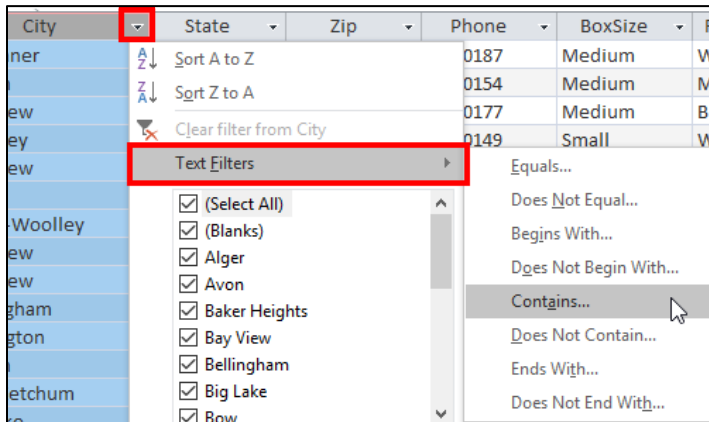 City State Zip Phone BoxSize
ner 0187 Medium
0154 Medium
ew 0177 Medium
ey 0149 Small
ew
-Woolley
ew
ew
gham
gton
etchum
Sort A to Z
Sort Z to A
Clear filter from City
Text Filters
(Select All)
(Blanks)
Alger
Avon
Baker Heights
Bay View
Bellingham
Big Lake
Bow
Equals...
Does Not Equal...
Begins With...
Does Not Begin With...
Contains...
Does Not Contain...
Ends With...
Does Not End With...